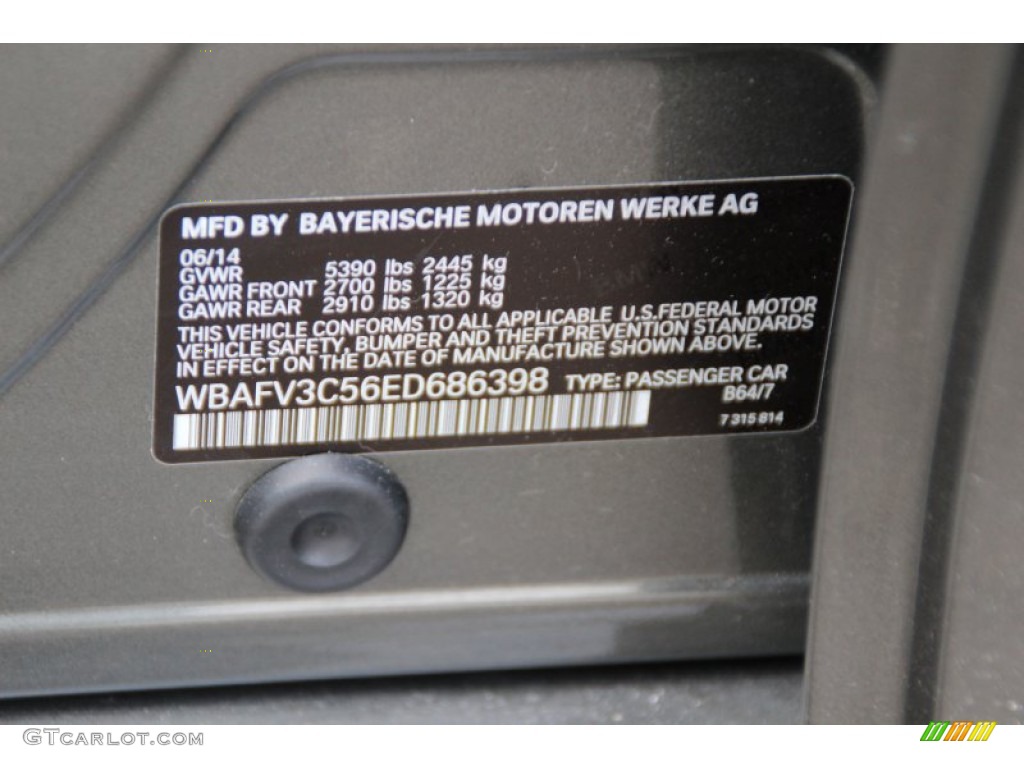 MFD BY BAYERISCHE MOTOREN WERKE AG
06/14
GVWR 5390 lbs 2445 kg
GAWR FRONT 2700 lbs 1225 kg
GAWR REAR 2910 lbs 1320 kg
THIS VEHICLE CONFORMS TO ALL APPLICABLE U.S.FEDERAL MOTOR
VEHICLE SAFETY, BUMPER AND THEFT PREVENTION STANDARDS
IN EFFECT ON THE DATE OF MANUFACTURE SHOWN ABOVE.
WBAFV3C56ED686398 TYPE: PASSENGER CAR
B64/7
7 315 814
GTCARLOT.COM